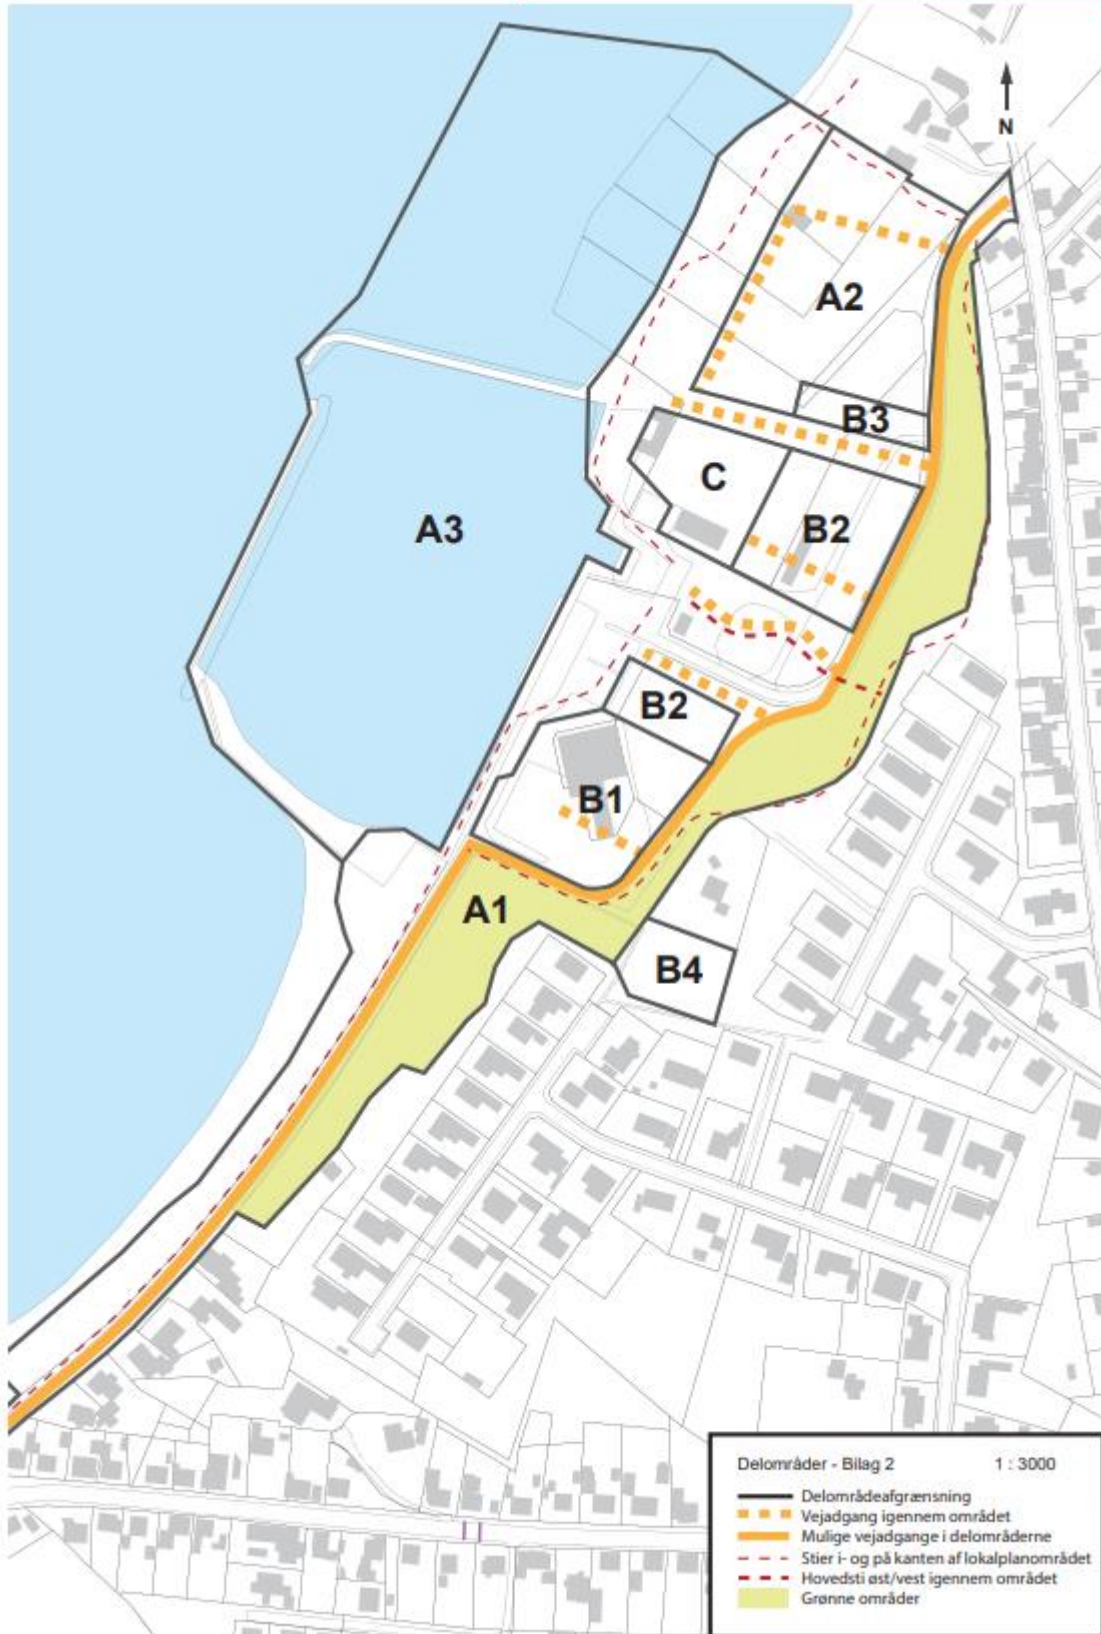 N
A2
B3
C
A3
B2
B2
B1
A1
B4
Delområder - Bilag 2 1 : 3000
Delområdeafgrænsning
Vejadgang igennem området
Mulige vejadgange i delområderne
Stier i- og på kanten af lokalplanområdet
Hovedsti øst/vest igennem området
Grønne områder